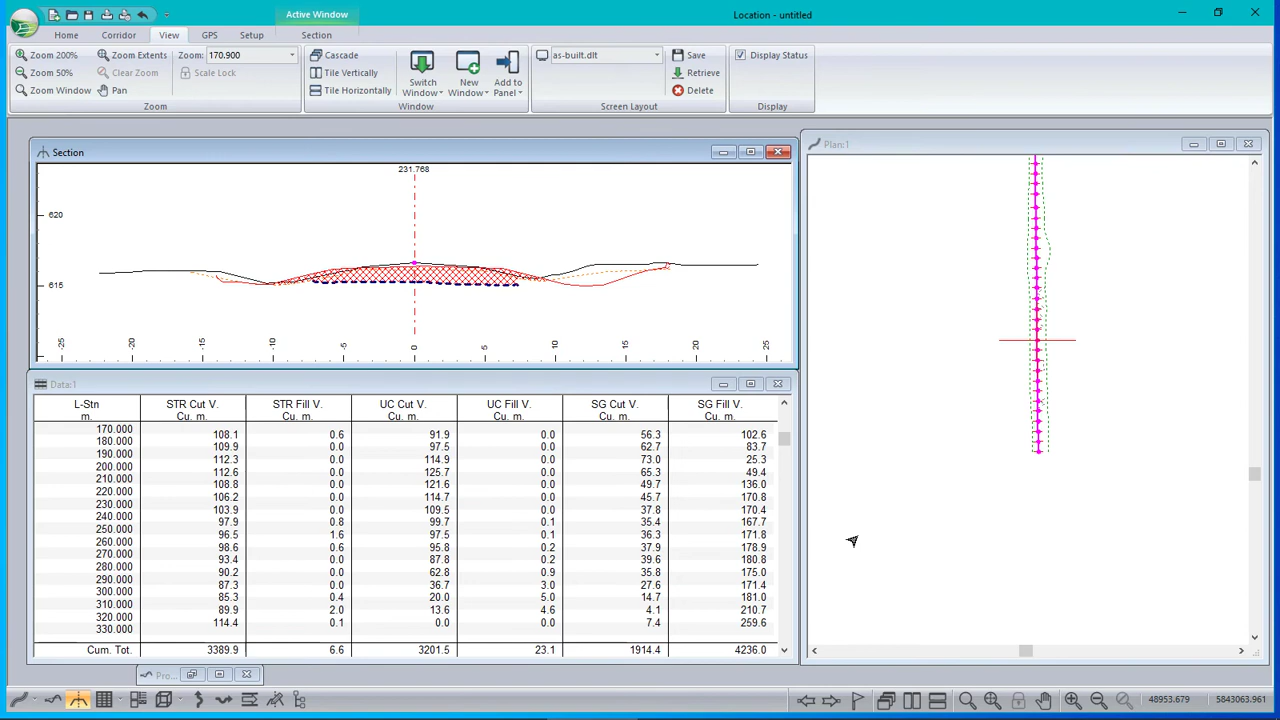 Active Window
Location - untitled
Home Corridor View GPS Setup Section
Zoom 200% Zoom Extents Zoom: 170.900
Zoom 50% Clear Zoom Scale Lock
Zoom Window Pan
Zoom
Cascade
Tile Vertically
Tile Horizontally
Switch Window
New Window
Add to Panel
Window
as-built.dlt
Save
Retrieve
Delete
Screen Layout
Display Status
Display
Section
231.768
620
615
-25 -20 -15 -10 -5 0 5 10 15 20 25
Plan:1
Data:1
L-Stn STR Cut V. STR Fill V. UC Cut V. UC Fill V. SG Cut V. SG Fill V.
m. Cu. m. Cu. m. Cu. m. Cu. m. Cu. m. Cu. m.
170.000
108.1 0.6 91.9 0.0 56.3 102.6
180.000
109.9 0.0 97.5 0.0 62.7 83.7
190.000
112.3 0.0 114.9 0.0 73.0 25.3
200.000
112.6 0.0 125.7 0.0 65.3 49.4
210.000
108.8 0.0 121.6 0.0 49.7 136.0
220.000
106.2 0.0 114.7 0.0 45.7 170.8
230.000
103.9 0.0 109.5 0.0 37.8 170.4
240.000
97.9 0.8 99.7 0.1 35.4 167.7
250.000
96.5 1.6 97.5 0.1 36.3 171.8
260.000
98.6 0.6 95.8 0.2 37.9 178.9
270.000
93.4 0.0 87.8 0.2 39.6 180.8
280.000
90.2 0.0 62.8 0.9 35.8 175.0
290.000
87.3 0.0 36.7 3.0 27.6 171.4
300.000
85.3 0.4 20.0 5.0 14.7 181.0
310.000
89.9 2.0 13.6 4.6 4.1 210.7
320.000
114.4 0.1 0.0 0.0 7.4 259.6
330.000
Cum. Tot. 3389.9 6.6 3201.5 23.1 1914.4 4236.0
Pro...
48953.679 5843063.961